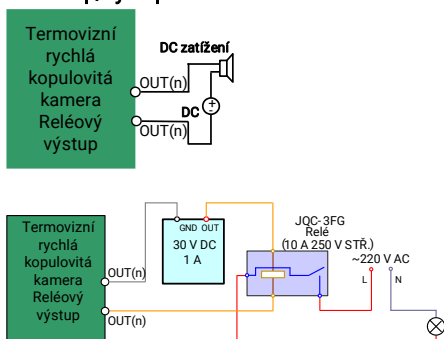 Termovizní
rychlá
kopulovitá
kamera
Reléový
výstup
DC zatížení
OUT(n)
DC
OUT(n)
Termovizní
rychlá
kopulovitá
kamera
Reléový
výstup
OUT(n)
OUT(n)
GND OUT
30 V DC
1 A
JQC-3FG
Relé
(10 A 250 V STŘ.)
~220 V AC
L N